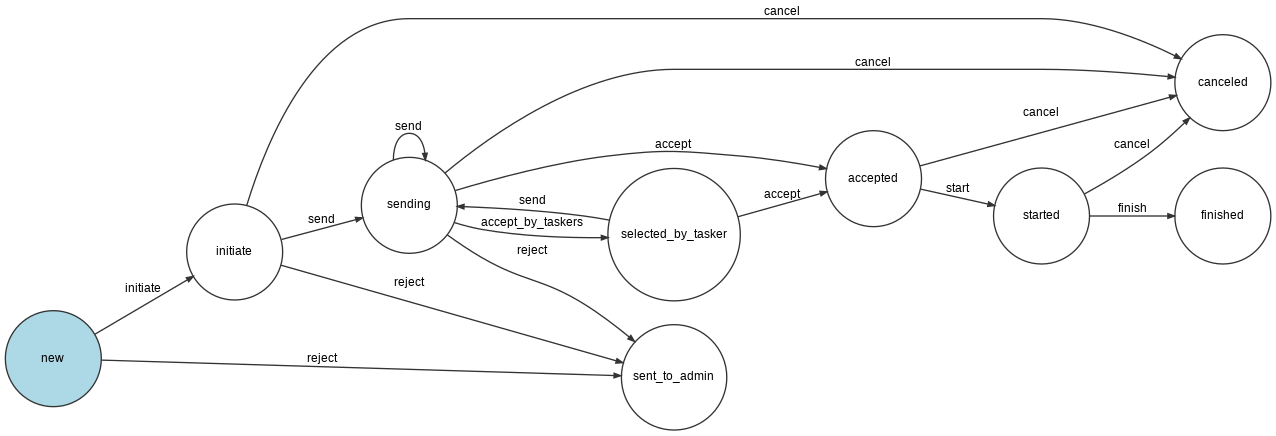 cancel
cancel
canceled
cancel
send
accept
cancel
accepted
start
started
finish
finished
send
sending
send
accept_by_taskers
selected_by_tasker
accept
reject
initiate
reject
initiate
new
reject
sent_to_admin